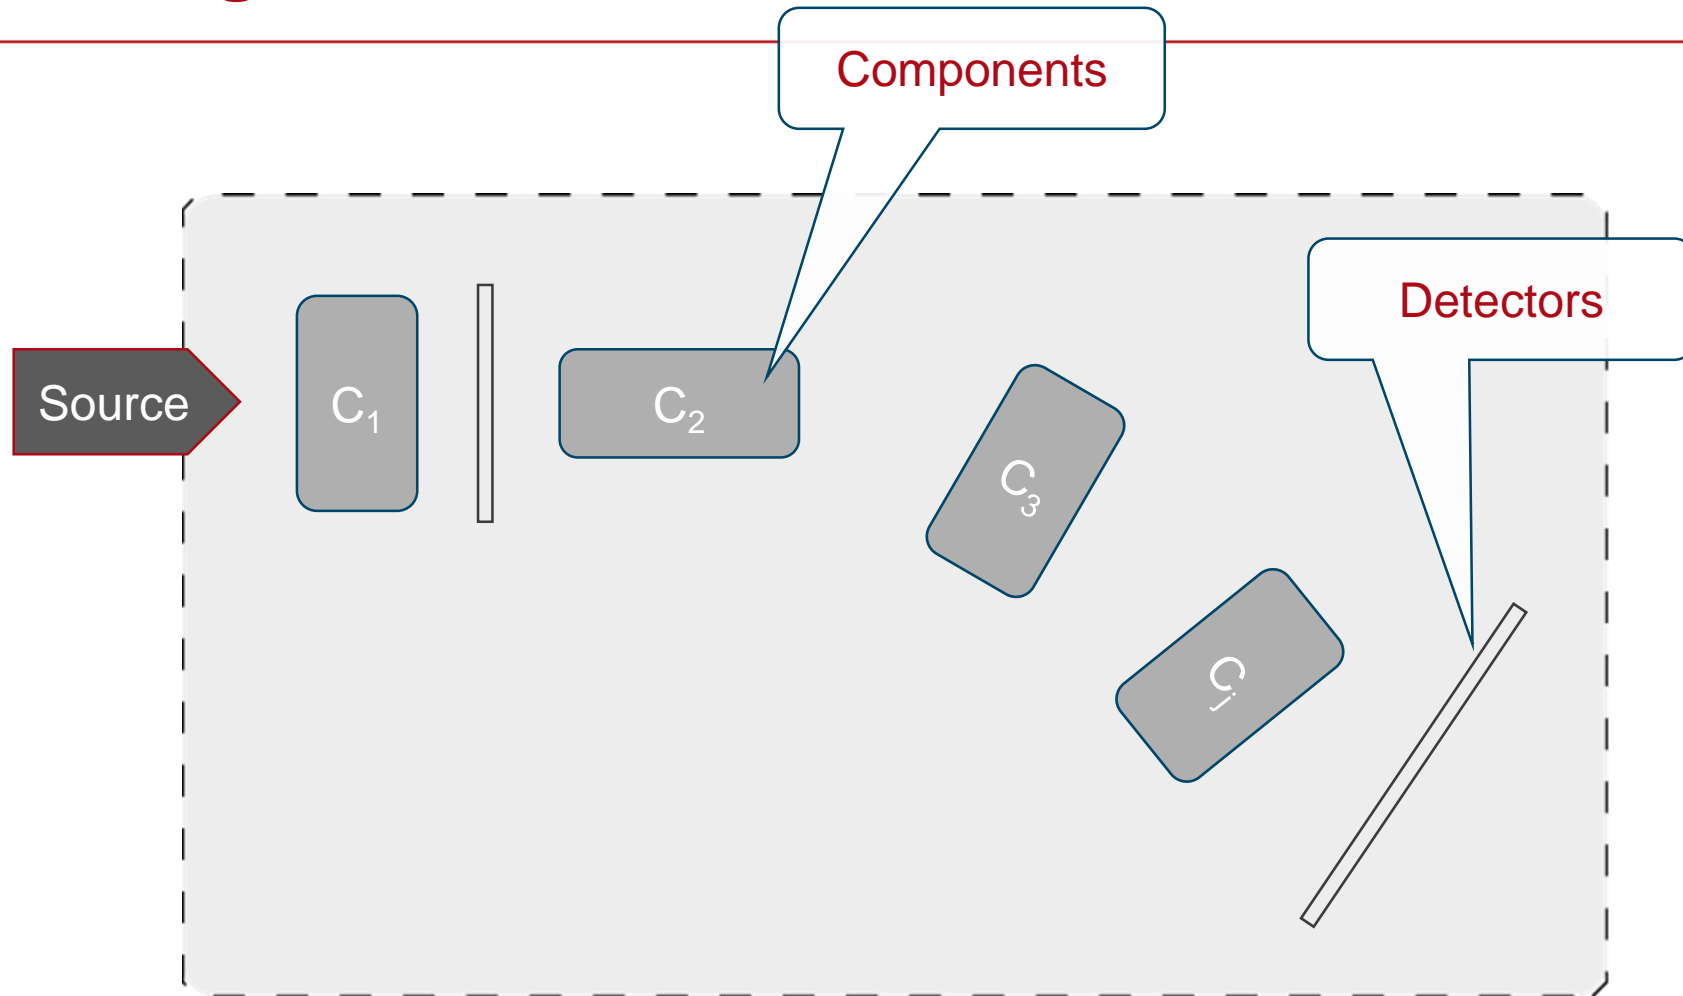 Components
Detectors
Source
C₁
C₂
C₃
Cⱼ